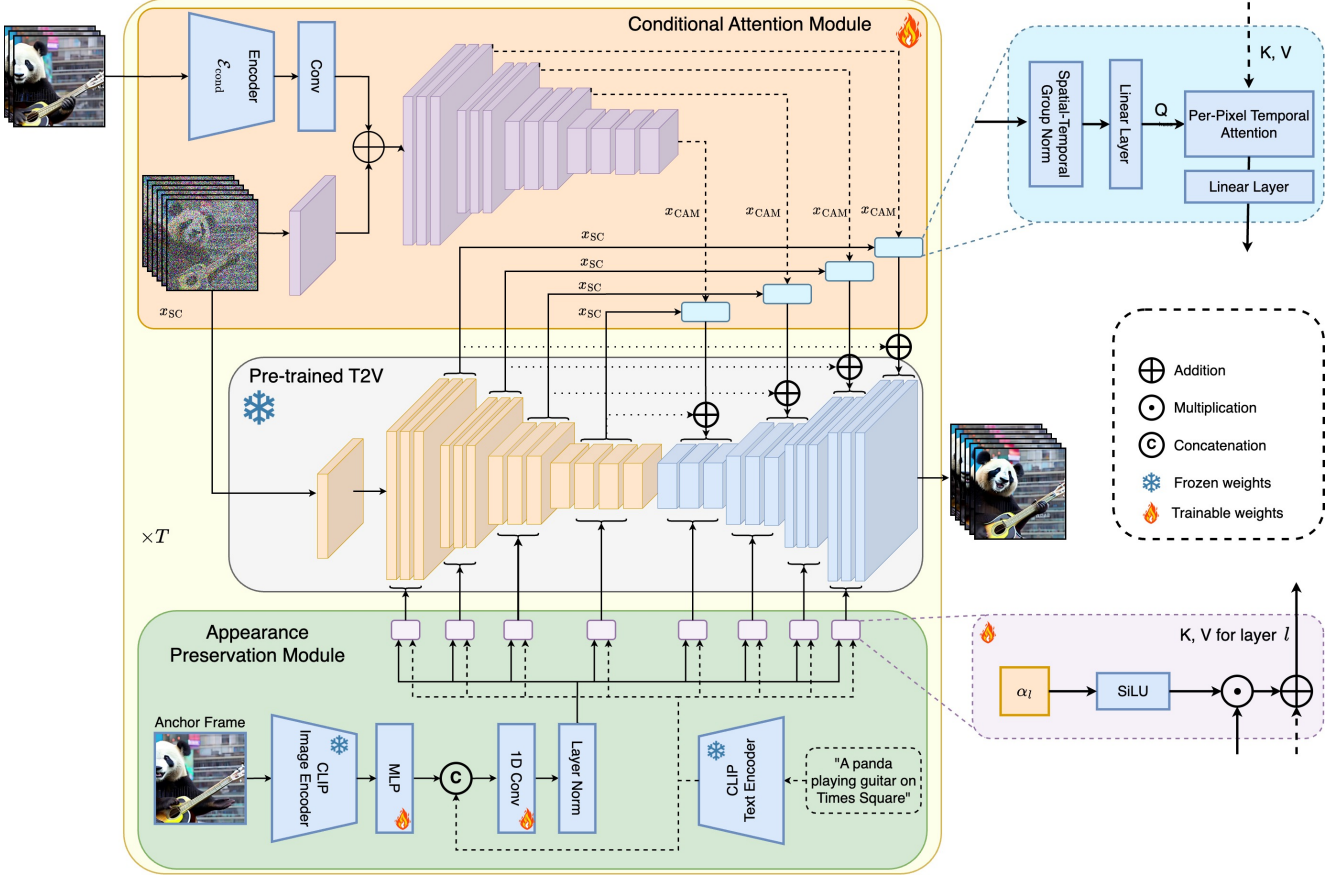 Conditional Attention Module
Encoder
ℰcond
Conv
xCAM
xCAM
xCAM
xCAM
xSC
xSC
xSC
xSC
xSC
K, V
Spatial-Temporal
Group Norm
Linear Layer
Q
Per-Pixel Temporal
Attention
Linear Layer
Pre-trained T2V
×T
Addition
Multiplication
C
Concatenation
Frozen weights
Trainable weights
Appearance
Preservation Module
Anchor Frame
CLIP
Image Encoder
MLP
C
1D Conv
Layer Norm
CLIP
Text Encoder
"A panda
playing guitar on
Times Square"
K, V for layer l
αl
SiLU